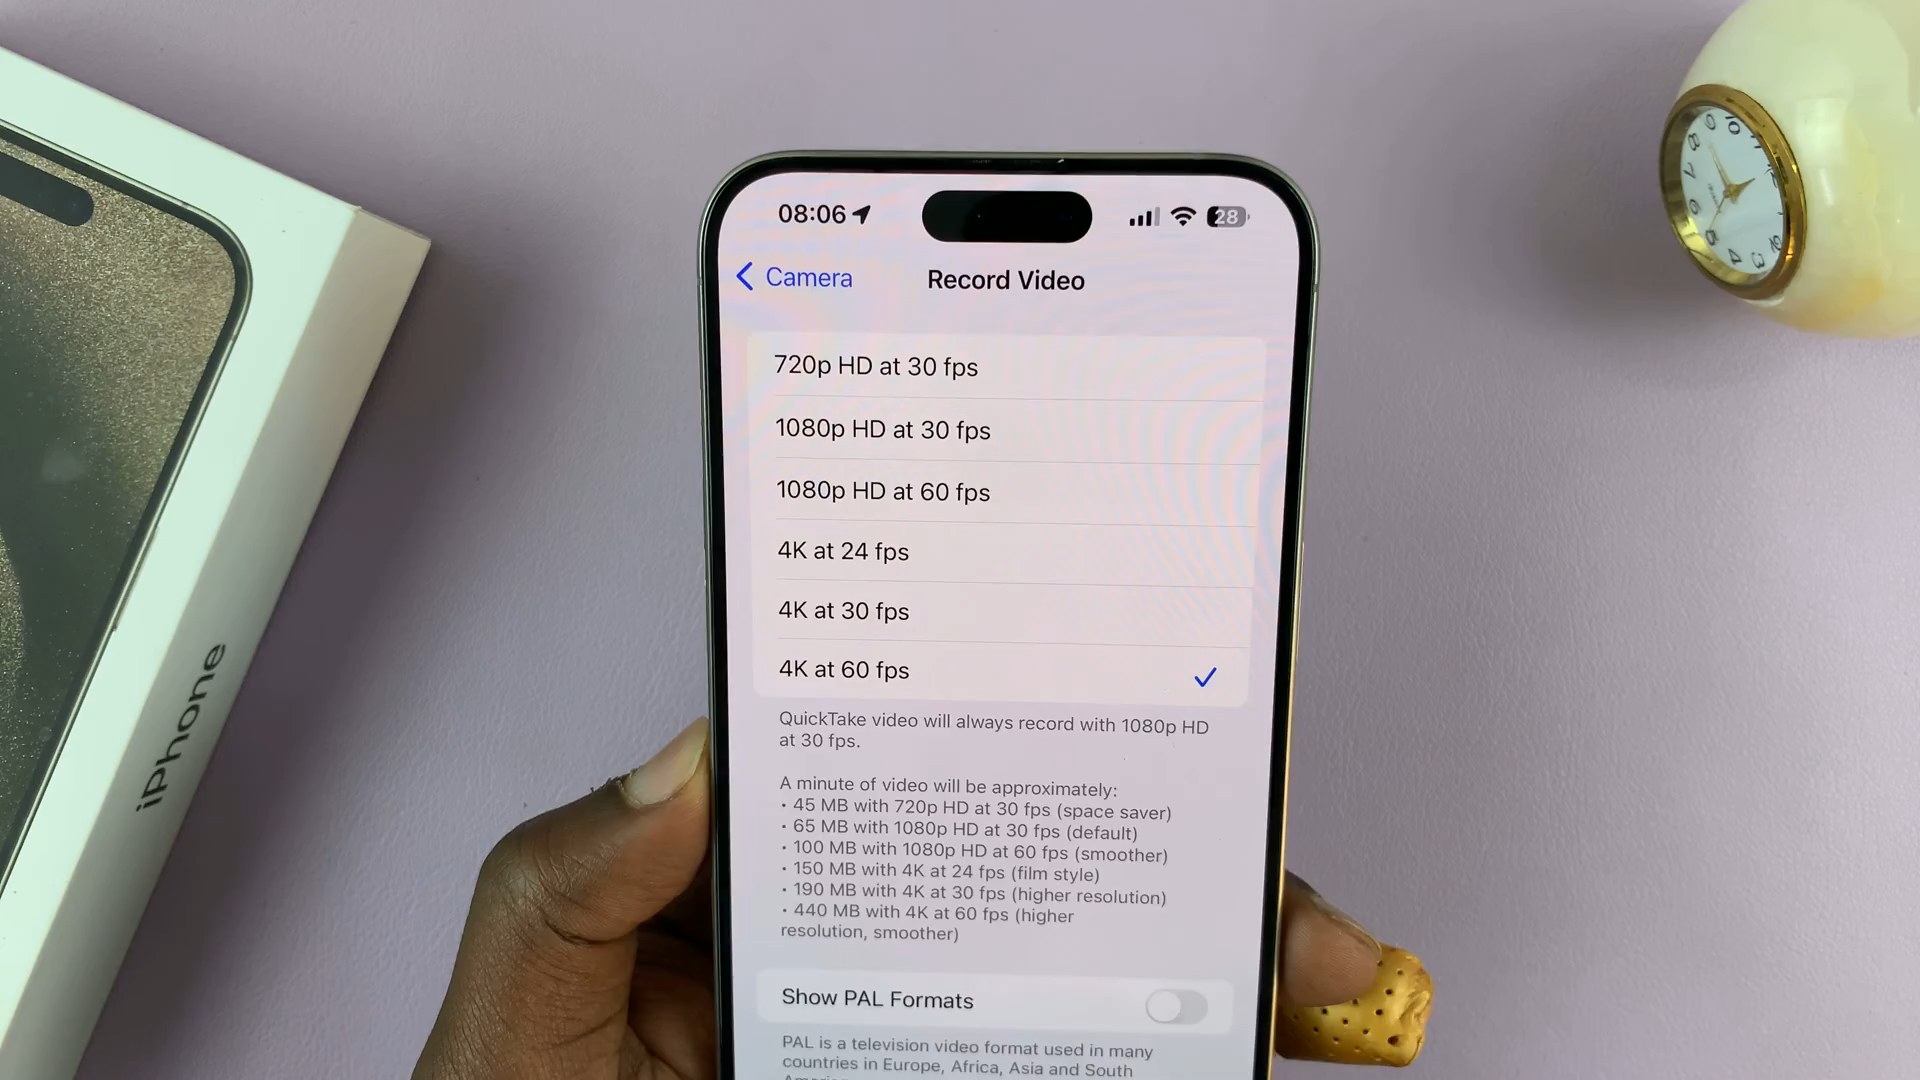 08:06
28
Camera
Record Video
720p HD at 30 fps
1080p HD at 30 fps
1080p HD at 60 fps
4K at 24 fps
4K at 30 fps
4K at 60 fps
QuickTake video will always record with 1080p HD
at 30 fps.
A minute of video will be approximately:
• 45 MB with 720p HD at 30 fps (space saver)
• 65 MB with 1080p HD at 30 fps (default)
• 100 MB with 1080p HD at 60 fps (smoother)
• 150 MB with 4K at 24 fps (film style)
• 190 MB with 4K at 30 fps (higher resolution)
• 440 MB with 4K at 60 fps (higher
resolution, smoother)
Show PAL Formats
PAL is a television video format used in many
countries in Europe, Africa, Asia and South
iPhone